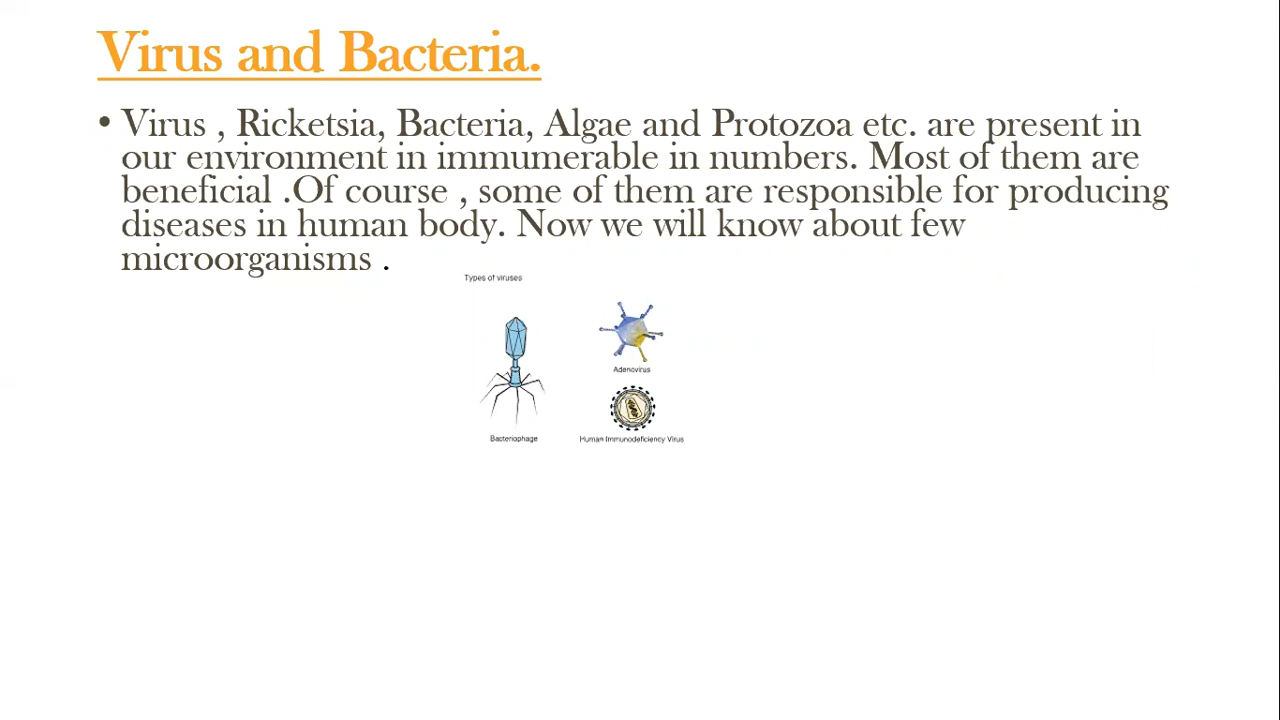 Virus and Bacteria.
• Virus , Ricketsia, Bacteria, Algae and Protozoa etc. are present in
our environment in immumerable in numbers. Most of them are
beneficial .Of course , some of them are responsible for producing
diseases in human body. Now we will know about few
microorganisms .
Types of viruses
Adenovirus
Bacteriophage
Human Immunodeficiency Virus